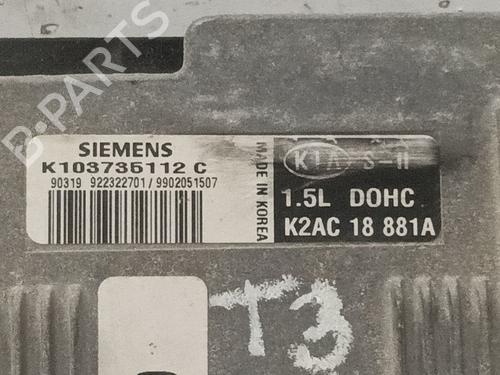 B-PARTS
SIEMENS
K103735112 C
90319 922322701 / 9902051507
MADE IN KOREA
KIA S-II
1.5L DOHC
K2AC 18 881A
T3